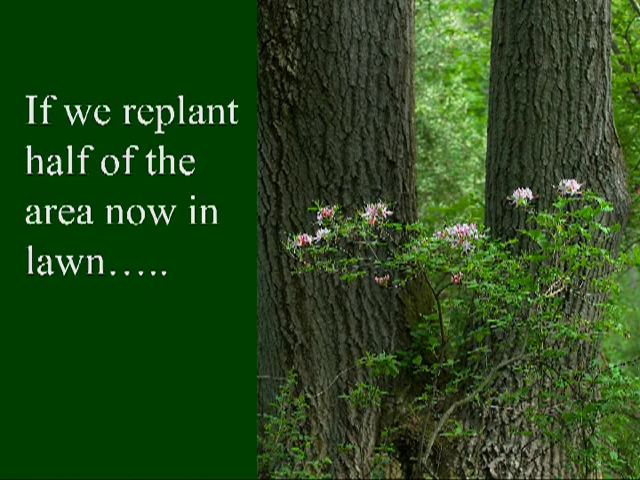 If we replant
half of the
area now in
lawn…..